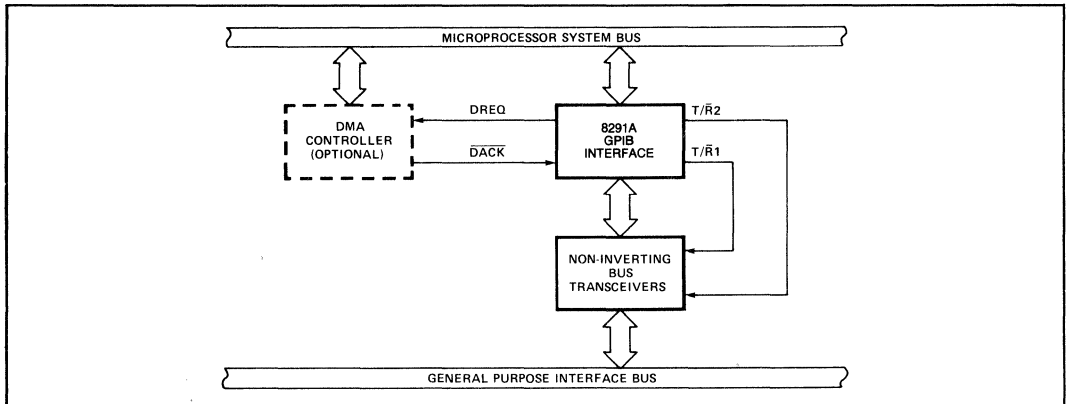 MICROPROCESSOR SYSTEM BUS
DMA
CONTROLLER
(OPTIONAL)
DREQ
D̅A̅C̅K̅
8291A
GPIB
INTERFACE
T/R̅2
T/R̅1
NON-INVERTING
BUS
TRANSCEIVERS
GENERAL PURPOSE INTERFACE BUS